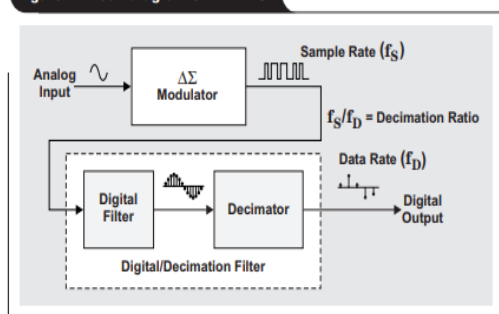 Sample Rate (fS)
Analog
Input
ΔΣ
Modulator
fS/fD = Decimation Ratio
Data Rate (fD)
Digital
Filter
Decimator
Digital
Output
Digital/Decimation Filter